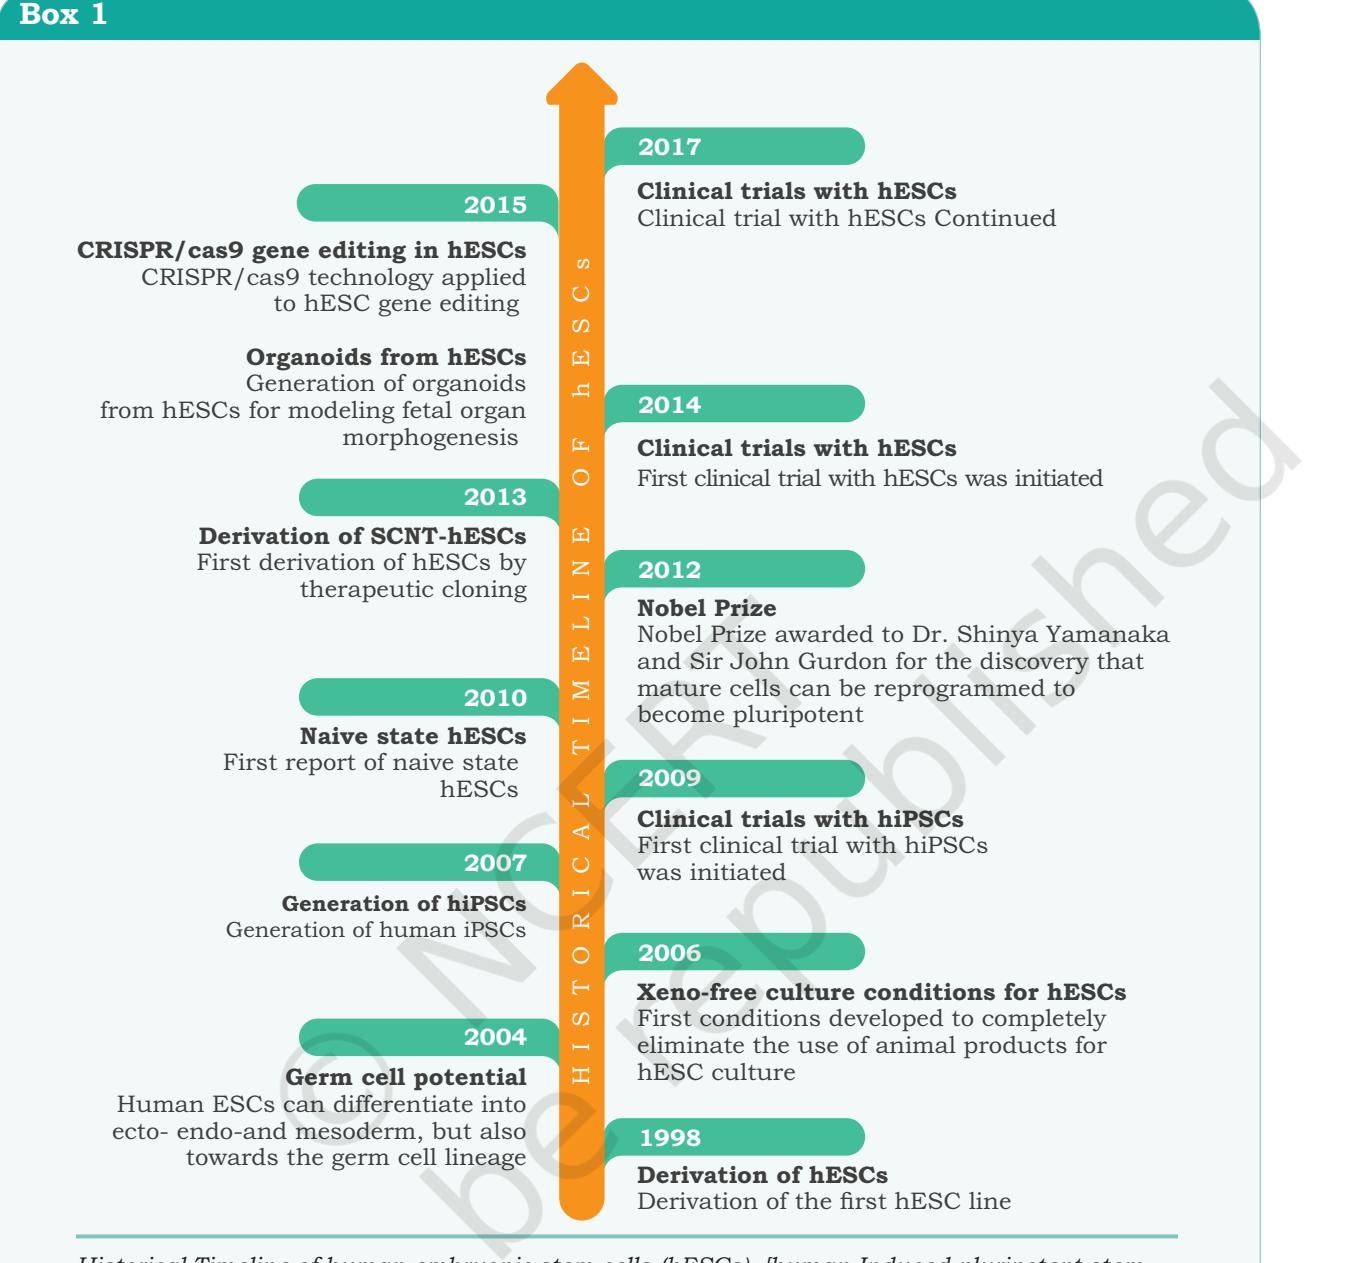 Box 1
2017
Clinical trials with hESCs
Clinical trial with hESCs Continued
2015
CRISPR/cas9 gene editing in hESCs
CRISPR/cas9 technology applied
to hESC gene editing
Organoids from hESCs
Generation of organoids
from hESCs for modeling fetal organ
morphogenesis
2014
Clinical trials with hESCs
First clinical trial with hESCs was initiated
2013
Derivation of SCNT-hESCs
First derivation of hESCs by
therapeutic cloning
2012
Nobel Prize
Nobel Prize awarded to Dr. Shinya Yamanaka
and Sir John Gurdon for the discovery that
mature cells can be reprogrammed to
become pluripotent
2010
Naive state hESCs
First report of naive state
hESCs
2009
Clinical trials with hiPSCs
First clinical trial with hiPSCs
was initiated
2007
Generation of hiPSCs
Generation of human iPSCs
2006
Xeno-free culture conditions for hESCs
First conditions developed to completely
eliminate the use of animal products for
hESC culture
2004
Germ cell potential
Human ESCs can differentiate into
ecto- endo-and mesoderm, but also
towards the germ cell lineage
1998
Derivation of hESCs
Derivation of the first hESC line
HISTORICAL TIMELINE OF hESCs
Historical Timeline of human embryonic stem cells (hESCs). [human Induced pluripotent stem
© NCERT
be republished